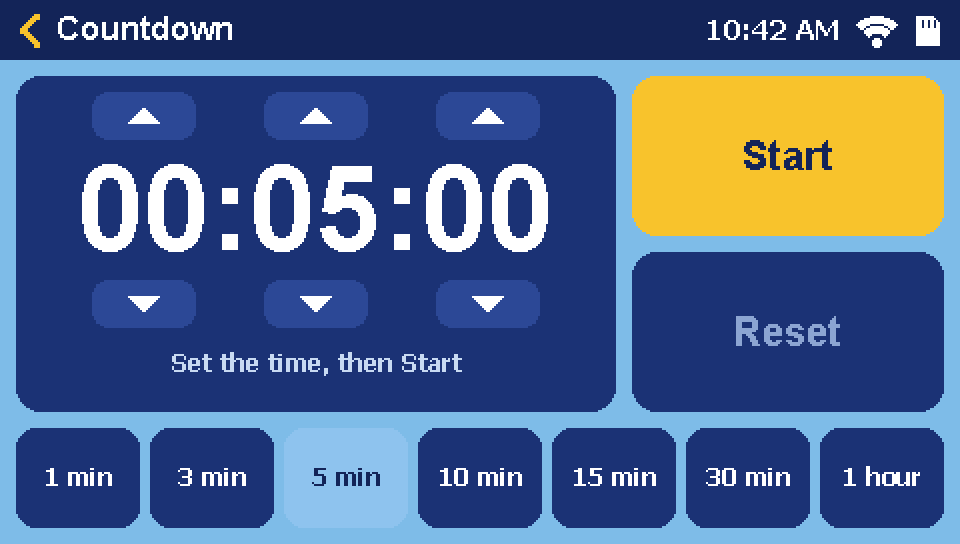 Countdown
10:42 AM
00:05:00
Set the time, then Start
Start
Reset
1 min
3 min
5 min
10 min
15 min
30 min
1 hour